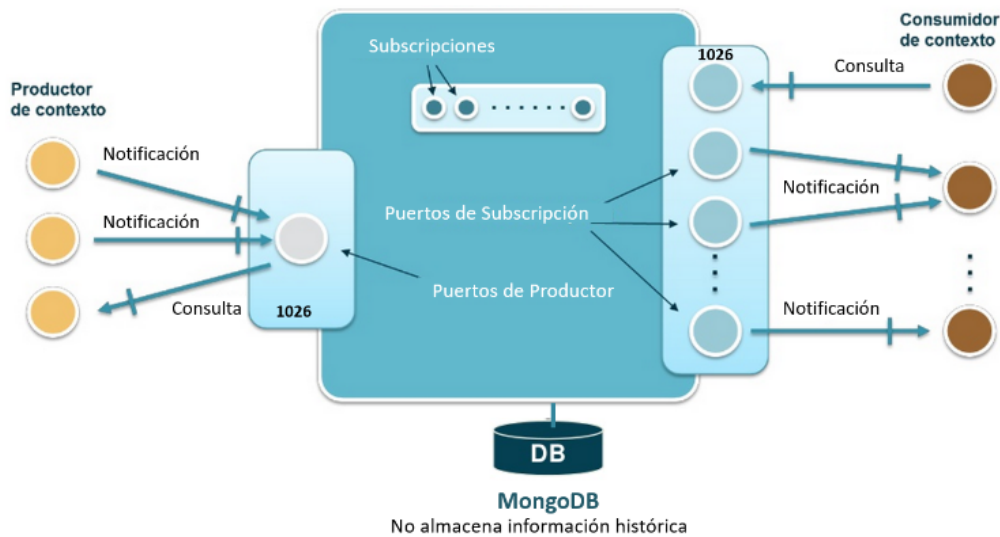 Subscripciones
Consumidor
de contexto
1026
Consulta
Productor
de contexto
Notificación
Notificación
Notificación
Puertos de Subscripción
Puertos de Productor
Consulta
1026
Notificación
DB
MongoDB
No almacena información histórica